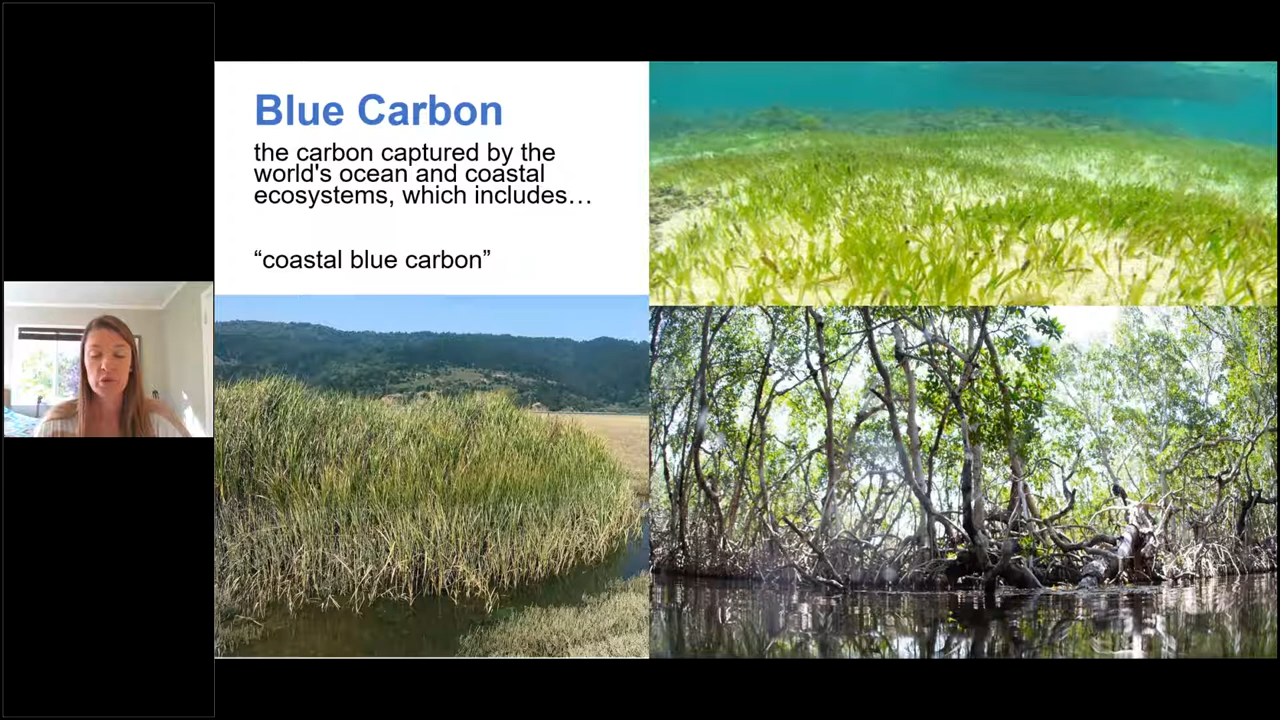 Blue Carbon
the carbon captured by the
world's ocean and coastal
ecosystems, which includes…
“coastal blue carbon”